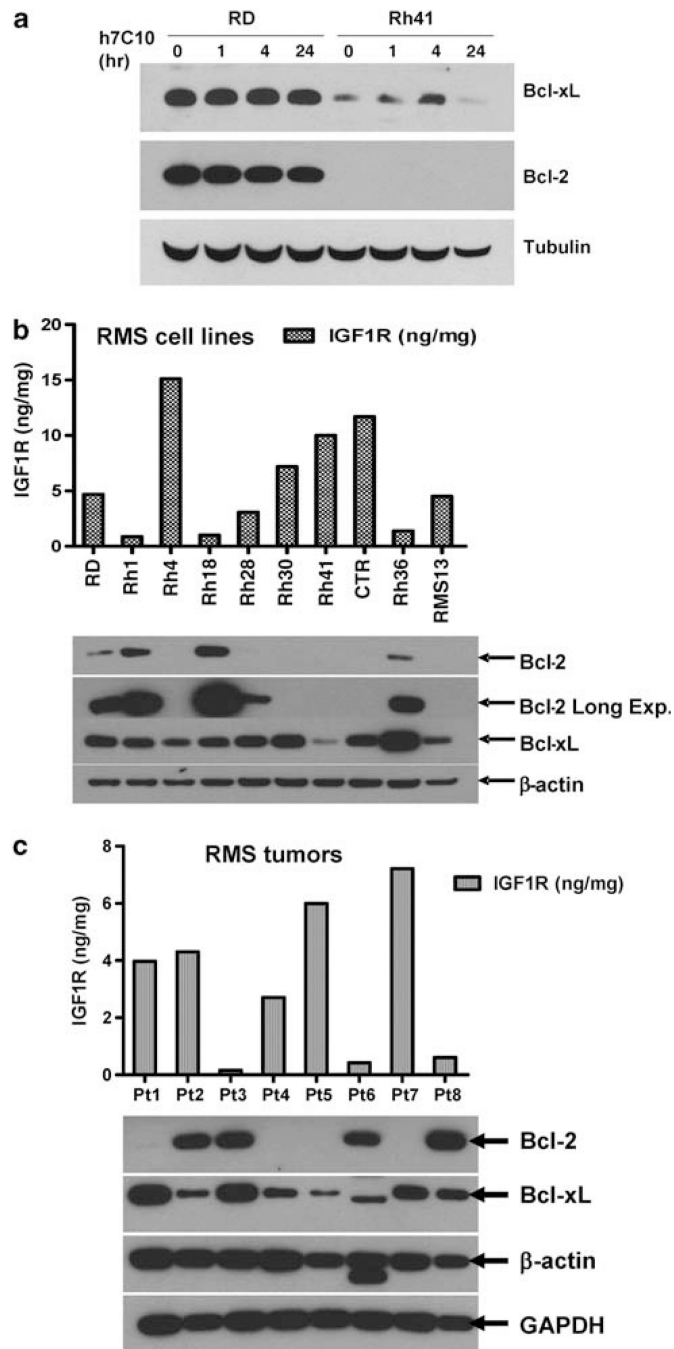 a
RD Rh41
h7C10 (hr) 0 1 4 24 0 1 4 24
Bcl-xL
Bcl-2
Tubulin
b
RMS cell lines
IGF1R (ng/mg)
IGF1R (ng/mg)
20
15
10
5
0
RD Rh1 Rh4 Rh18 Rh28 Rh30 Rh41 CTR Rh36 RMS13
Bcl-2
Bcl-2 Long Exp.
Bcl-xL
β-actin
c
RMS tumors
IGF1R (ng/mg)
IGF1R (ng/mg)
8
6
4
2
0
Pt1 Pt2 Pt3 Pt4 Pt5 Pt6 Pt7 Pt8
Bcl-2
Bcl-xL
β-actin
GAPDH